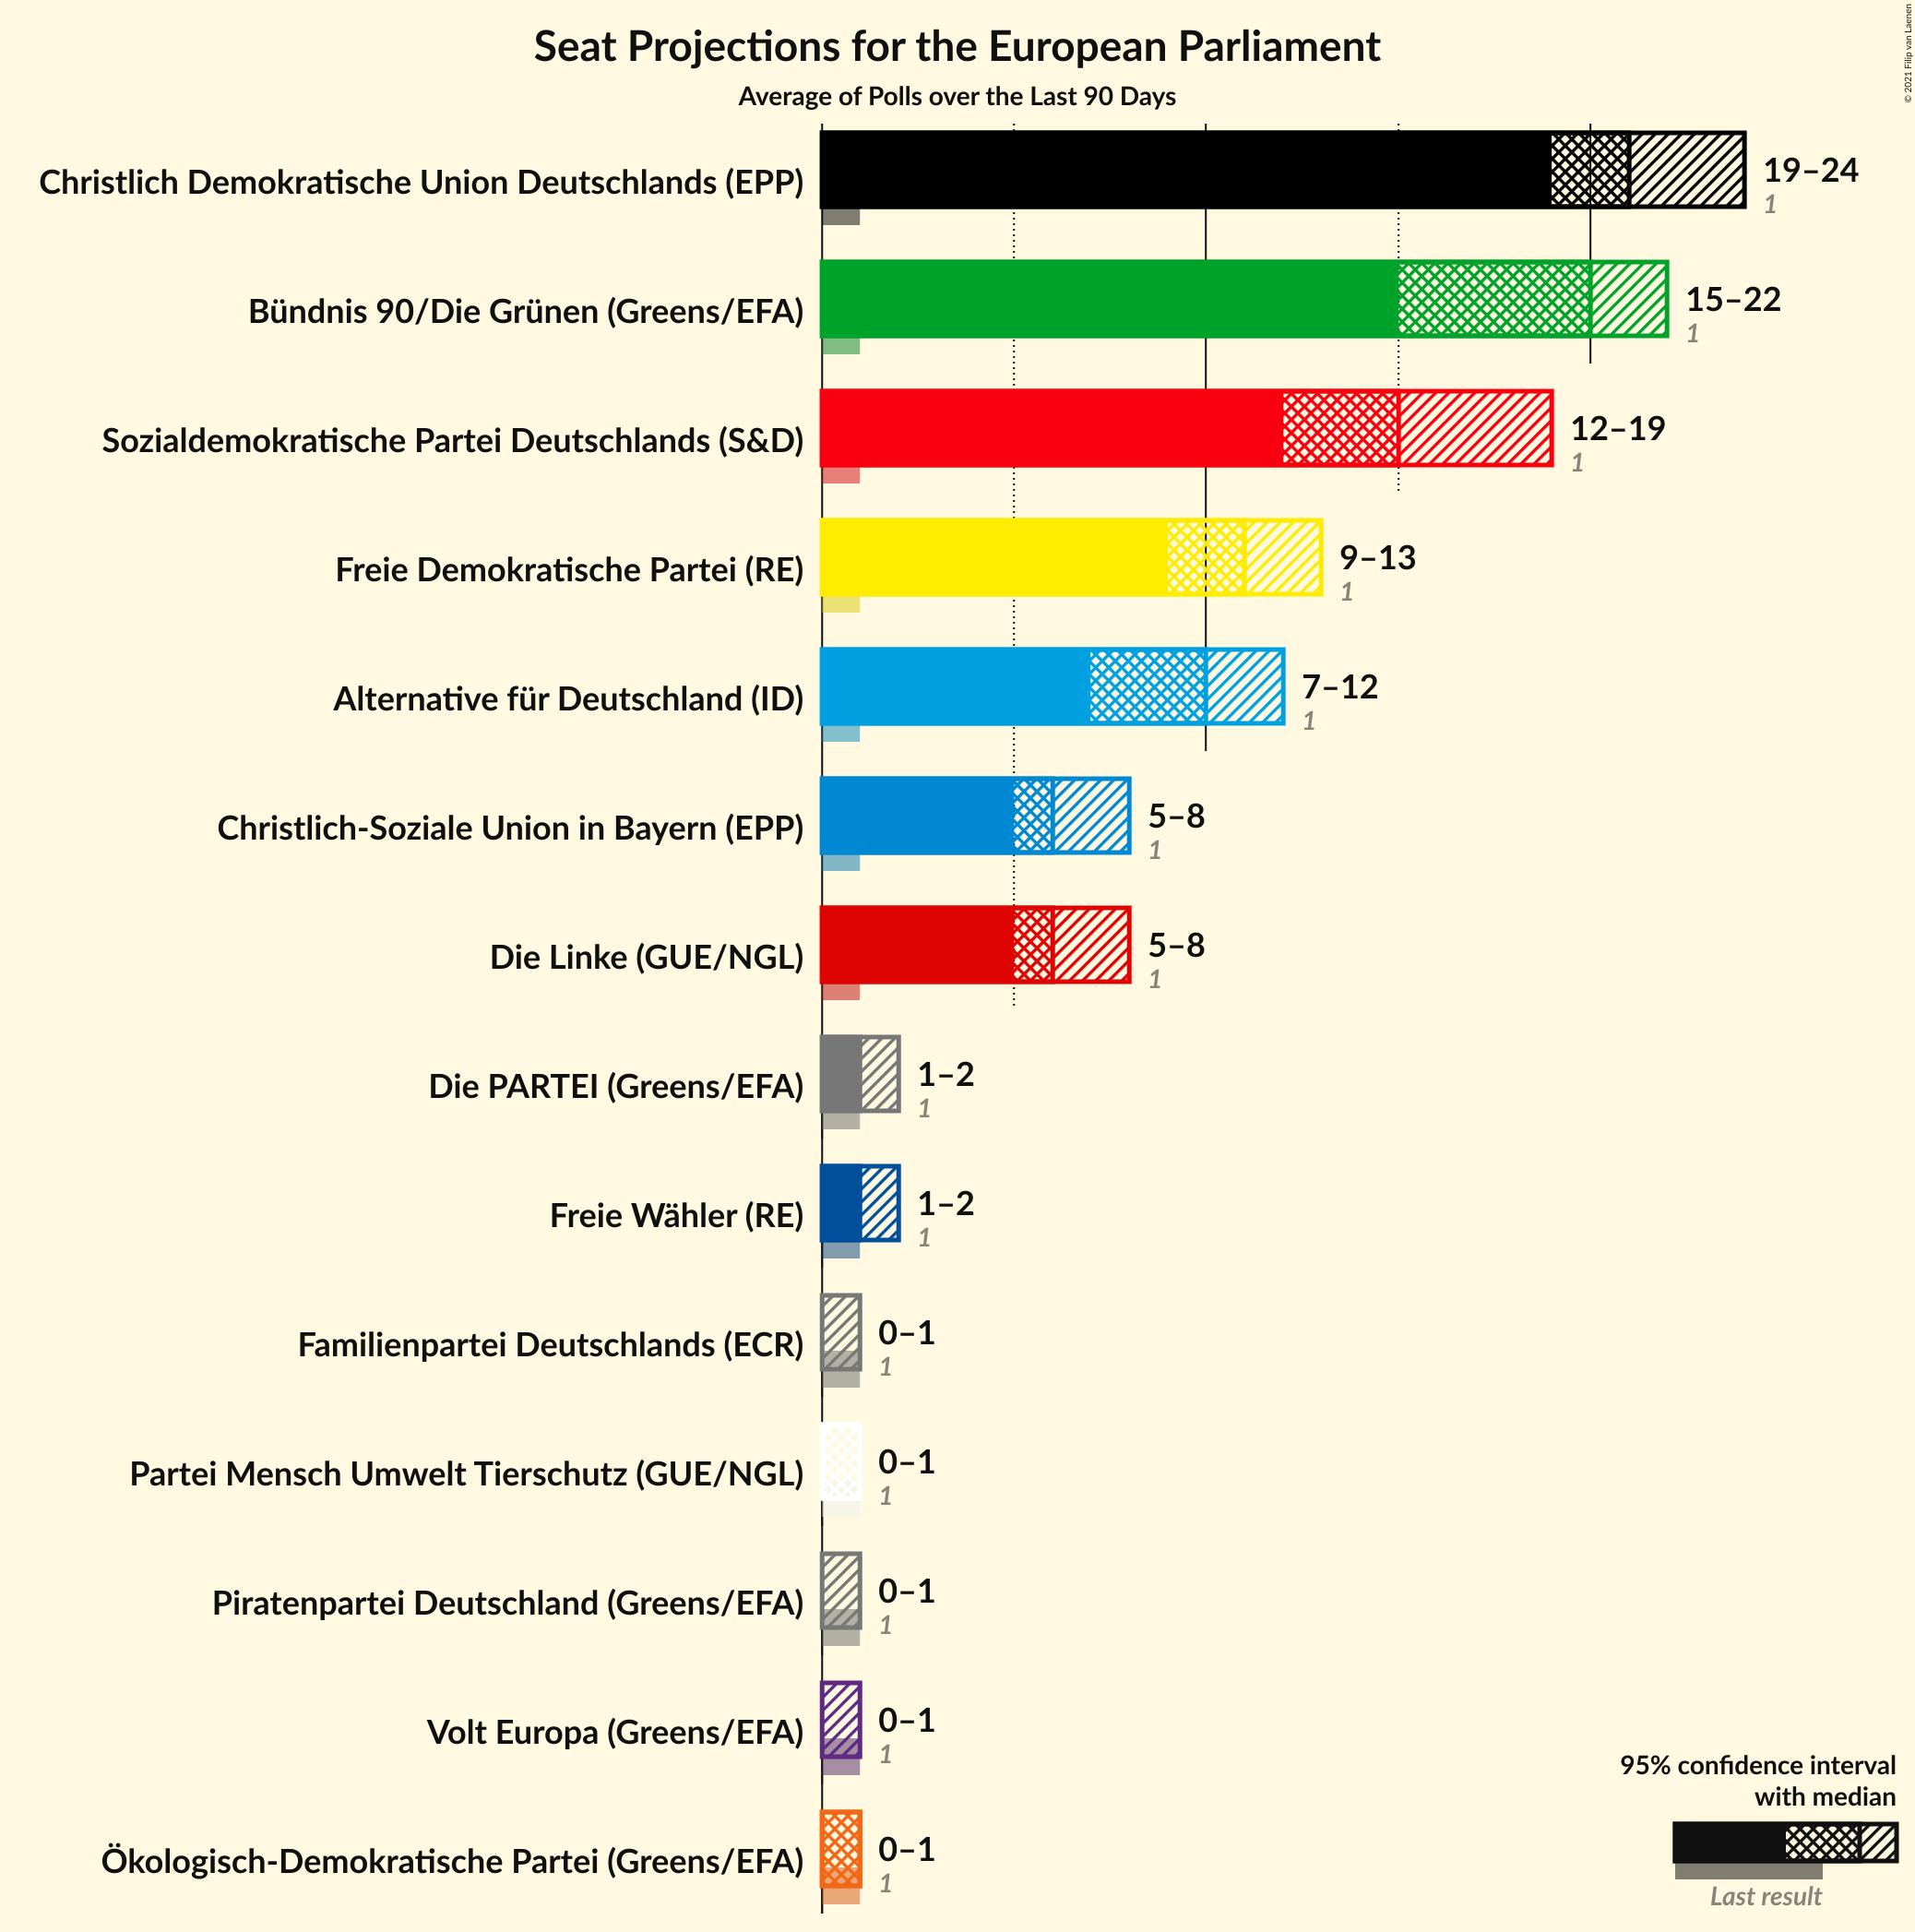 Seat Projections for the European Parliament
Average of Polls over the Last 90 Days
© 2021 Filip van Laenen
Christlich Demokratische Union Deutschlands (EPP)
19–24
1
Bündnis 90/Die Grünen (Greens/EFA)
15–22
1
Sozialdemokratische Partei Deutschlands (S&D)
12–19
1
Freie Demokratische Partei (RE)
9–13
1
Alternative für Deutschland (ID)
7–12
1
Christlich-Soziale Union in Bayern (EPP)
5–8
1
Die Linke (GUE/NGL)
5–8
1
Die PARTEI (Greens/EFA)
1–2
1
Freie Wähler (RE)
1–2
1
Familienpartei Deutschlands (ECR)
0–1
1
Partei Mensch Umwelt Tierschutz (GUE/NGL)
0–1
1
Piratenpartei Deutschland (Greens/EFA)
0–1
1
Volt Europa (Greens/EFA)
0–1
1
Ökologisch-Demokratische Partei (Greens/EFA)
0–1
1
95% confidence interval
with median
Last result